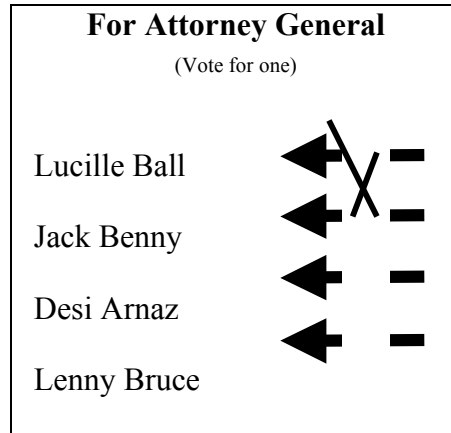 For Attorney General
(Vote for one)
Lucille Ball
Jack Benny
Desi Arnaz
Lenny Bruce